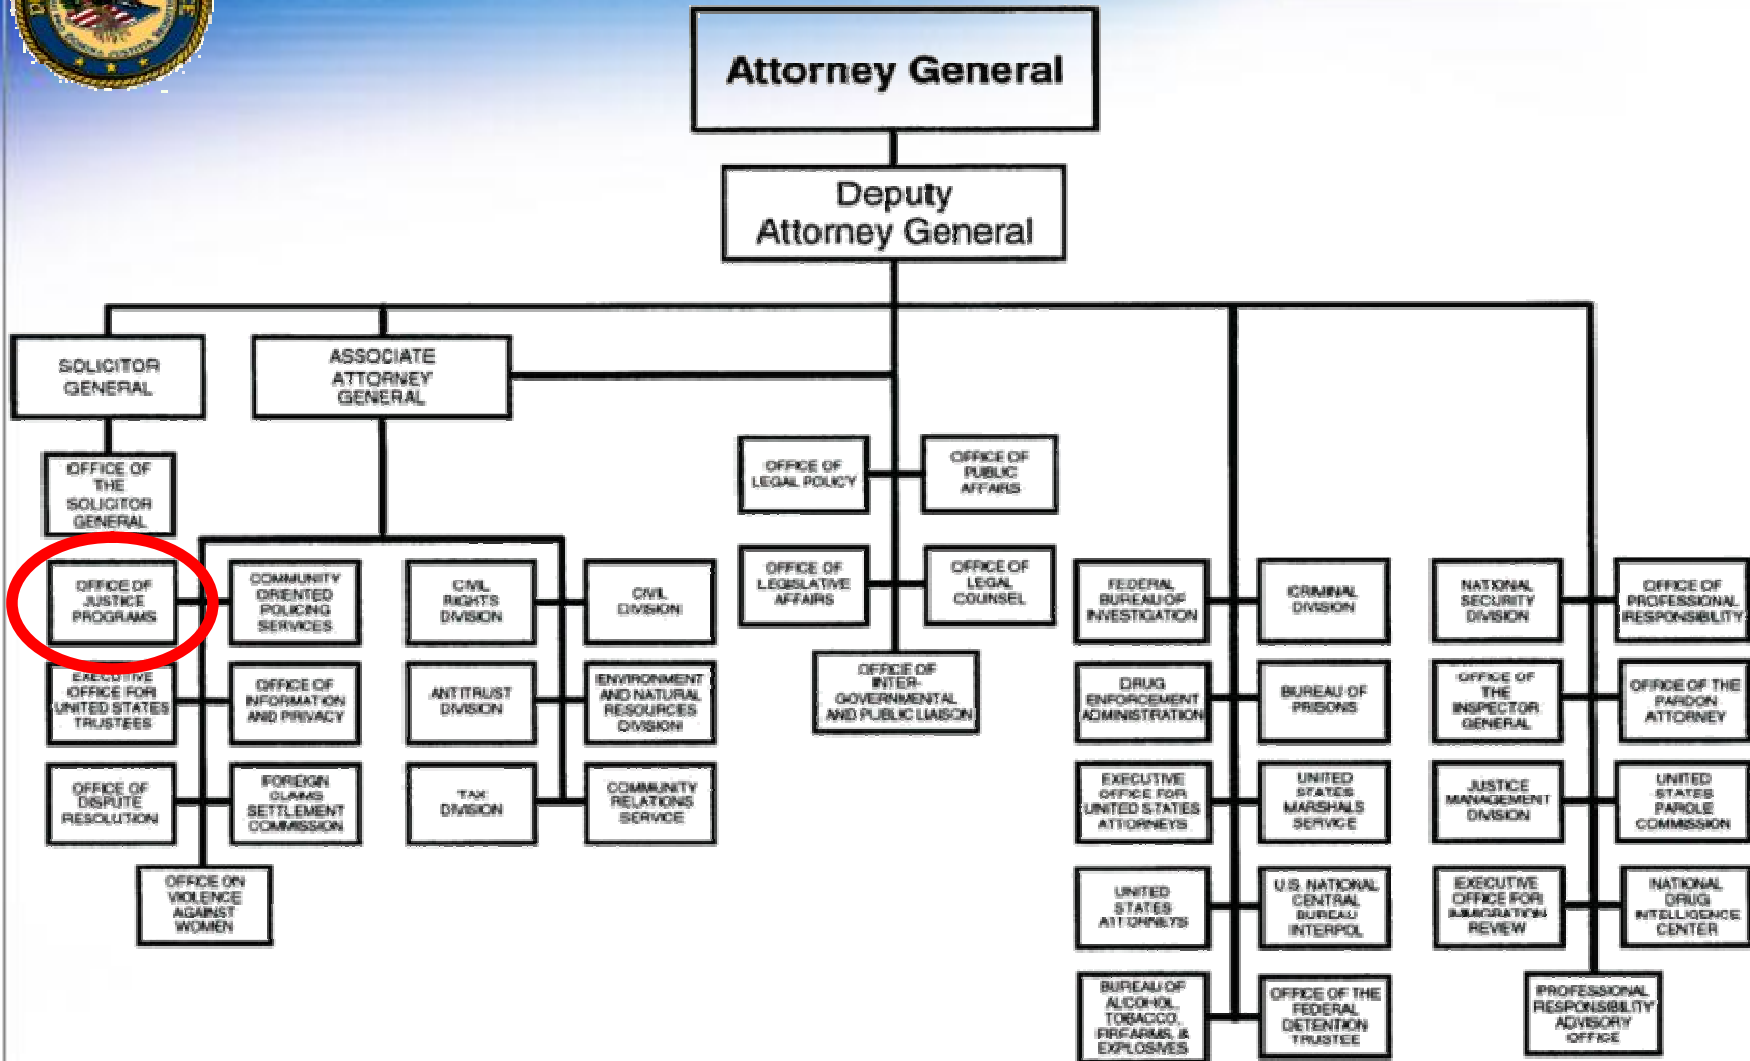 Attorney General
Deputy
Attorney General
SOLICITOR
GENERAL
ASSOCIATE
ATTORNEY
GENERAL
OFFICE OF
THE
SOLICITOR
GENERAL
OFFICE OF
LEGAL POLICY
OFFICE OF
PUBLIC
AFFAIRS
OFFICE OF
LEGISLATIVE
AFFAIRS
OFFICE OF
LEGAL
COUNSEL
OFFICE OF
INTER-
GOVERNMENTAL
AND PUBLIC LIAISON
OFFICE OF
JUSTICE
PROGRAMS
COMMUNITY
ORIENTED
POLICING
SERVICES
CIVIL
RIGHTS
DIVISION
CIVIL
DIVISION
FEDERAL
BUREAU OF
INVESTIGATION
CRIMINAL
DIVISION
NATIONAL
SECURITY
DIVISION
OFFICE OF
PROFESSIONAL
RESPONSIBILITY
EXECUTIVE
OFFICE FOR
UNITED STATES
TRUSTEES
OFFICE OF
INFORMATION
AND PRIVACY
ANTITRUST
DIVISION
ENVIRONMENT
AND NATURAL
RESOURCES
DIVISION
DRUG
ENFORCEMENT
ADMINISTRATION
BUREAU OF
PRISONS
OFFICE OF
THE
INSPECTOR
GENERAL
OFFICE OF THE
PARDON
ATTORNEY
OFFICE OF
DISPUTE
RESOLUTION
FOREIGN
CLAIMS
SETTLEMENT
COMMISSION
TAX
DIVISION
COMMUNITY
RELATIONS
SERVICE
EXECUTIVE
OFFICE FOR
UNITED STATES
ATTORNEYS
UNITED
STATES
MARSHALS
SERVICE
JUSTICE
MANAGEMENT
DIVISION
UNITED
STATES
PAROLE
COMMISSION
OFFICE ON
VIOLENCE
AGAINST
WOMEN
UNITED
STATES
ATTORNEYS
U.S. NATIONAL
CENTRAL
BUREAU
INTERPOL
EXECUTIVE
OFFICE FOR
IMMIGRATION
REVIEW
NATIONAL
DRUG
INTELLIGENCE
CENTER
BUREAU OF
ALCOHOL,
TOBACCO,
FIREARMS, &
EXPLOSIVES
OFFICE OF THE
FEDERAL
DETENTION
TRUSTEE
PROFESSIONAL
RESPONSIBILITY
ADVISORY
OFFICE